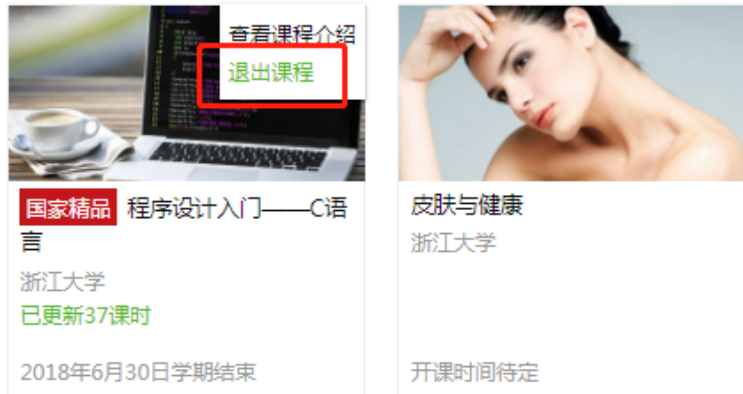 查看课程介绍
退出课程
国家精品 程序设计入门——C语
言
浙江大学
已更新37课时
2018年6月30日学期结束
皮肤与健康
浙江大学
开课时间待定